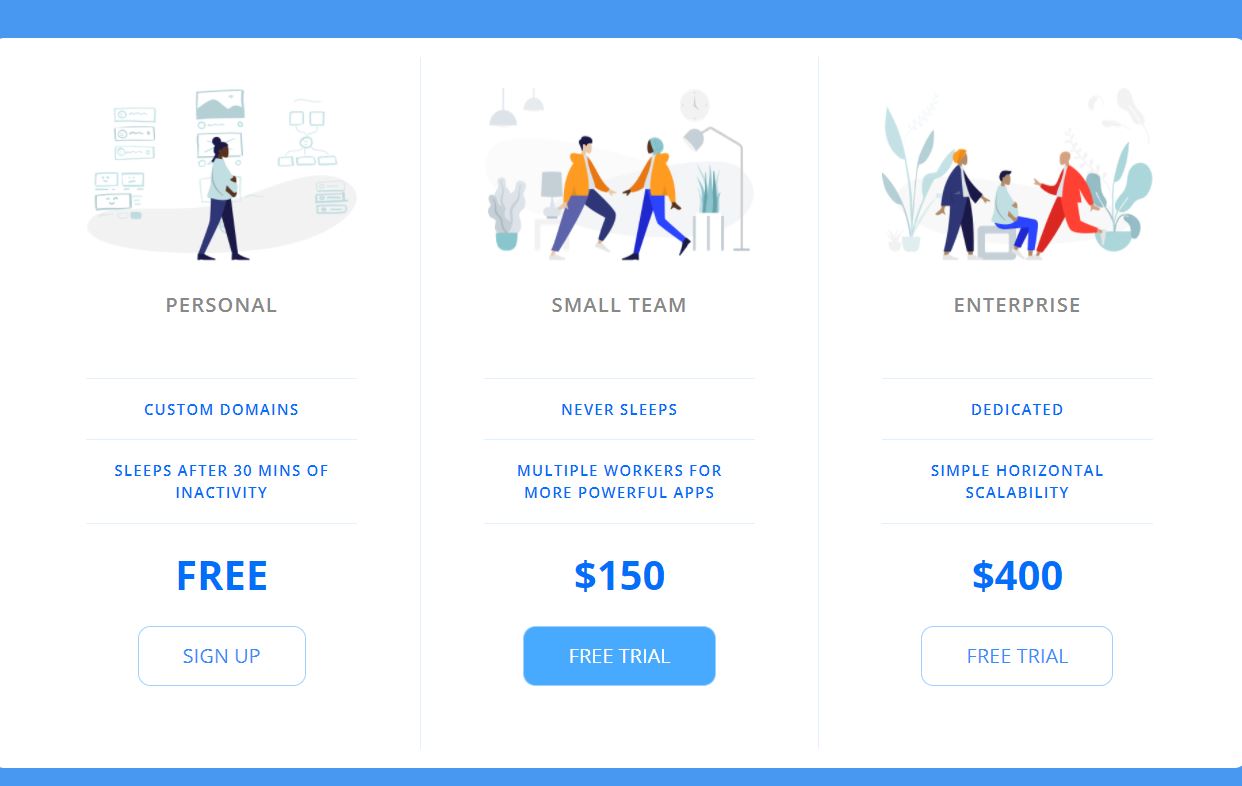 PERSONAL
CUSTOM DOMAINS
SLEEPS AFTER 30 MINS OF
INACTIVITY
FREE
SIGN UP
SMALL TEAM
NEVER SLEEPS
MULTIPLE WORKERS FOR
MORE POWERFUL APPS
$150
FREE TRIAL
ENTERPRISE
DEDICATED
SIMPLE HORIZONTAL
SCALABILITY
$400
FREE TRIAL